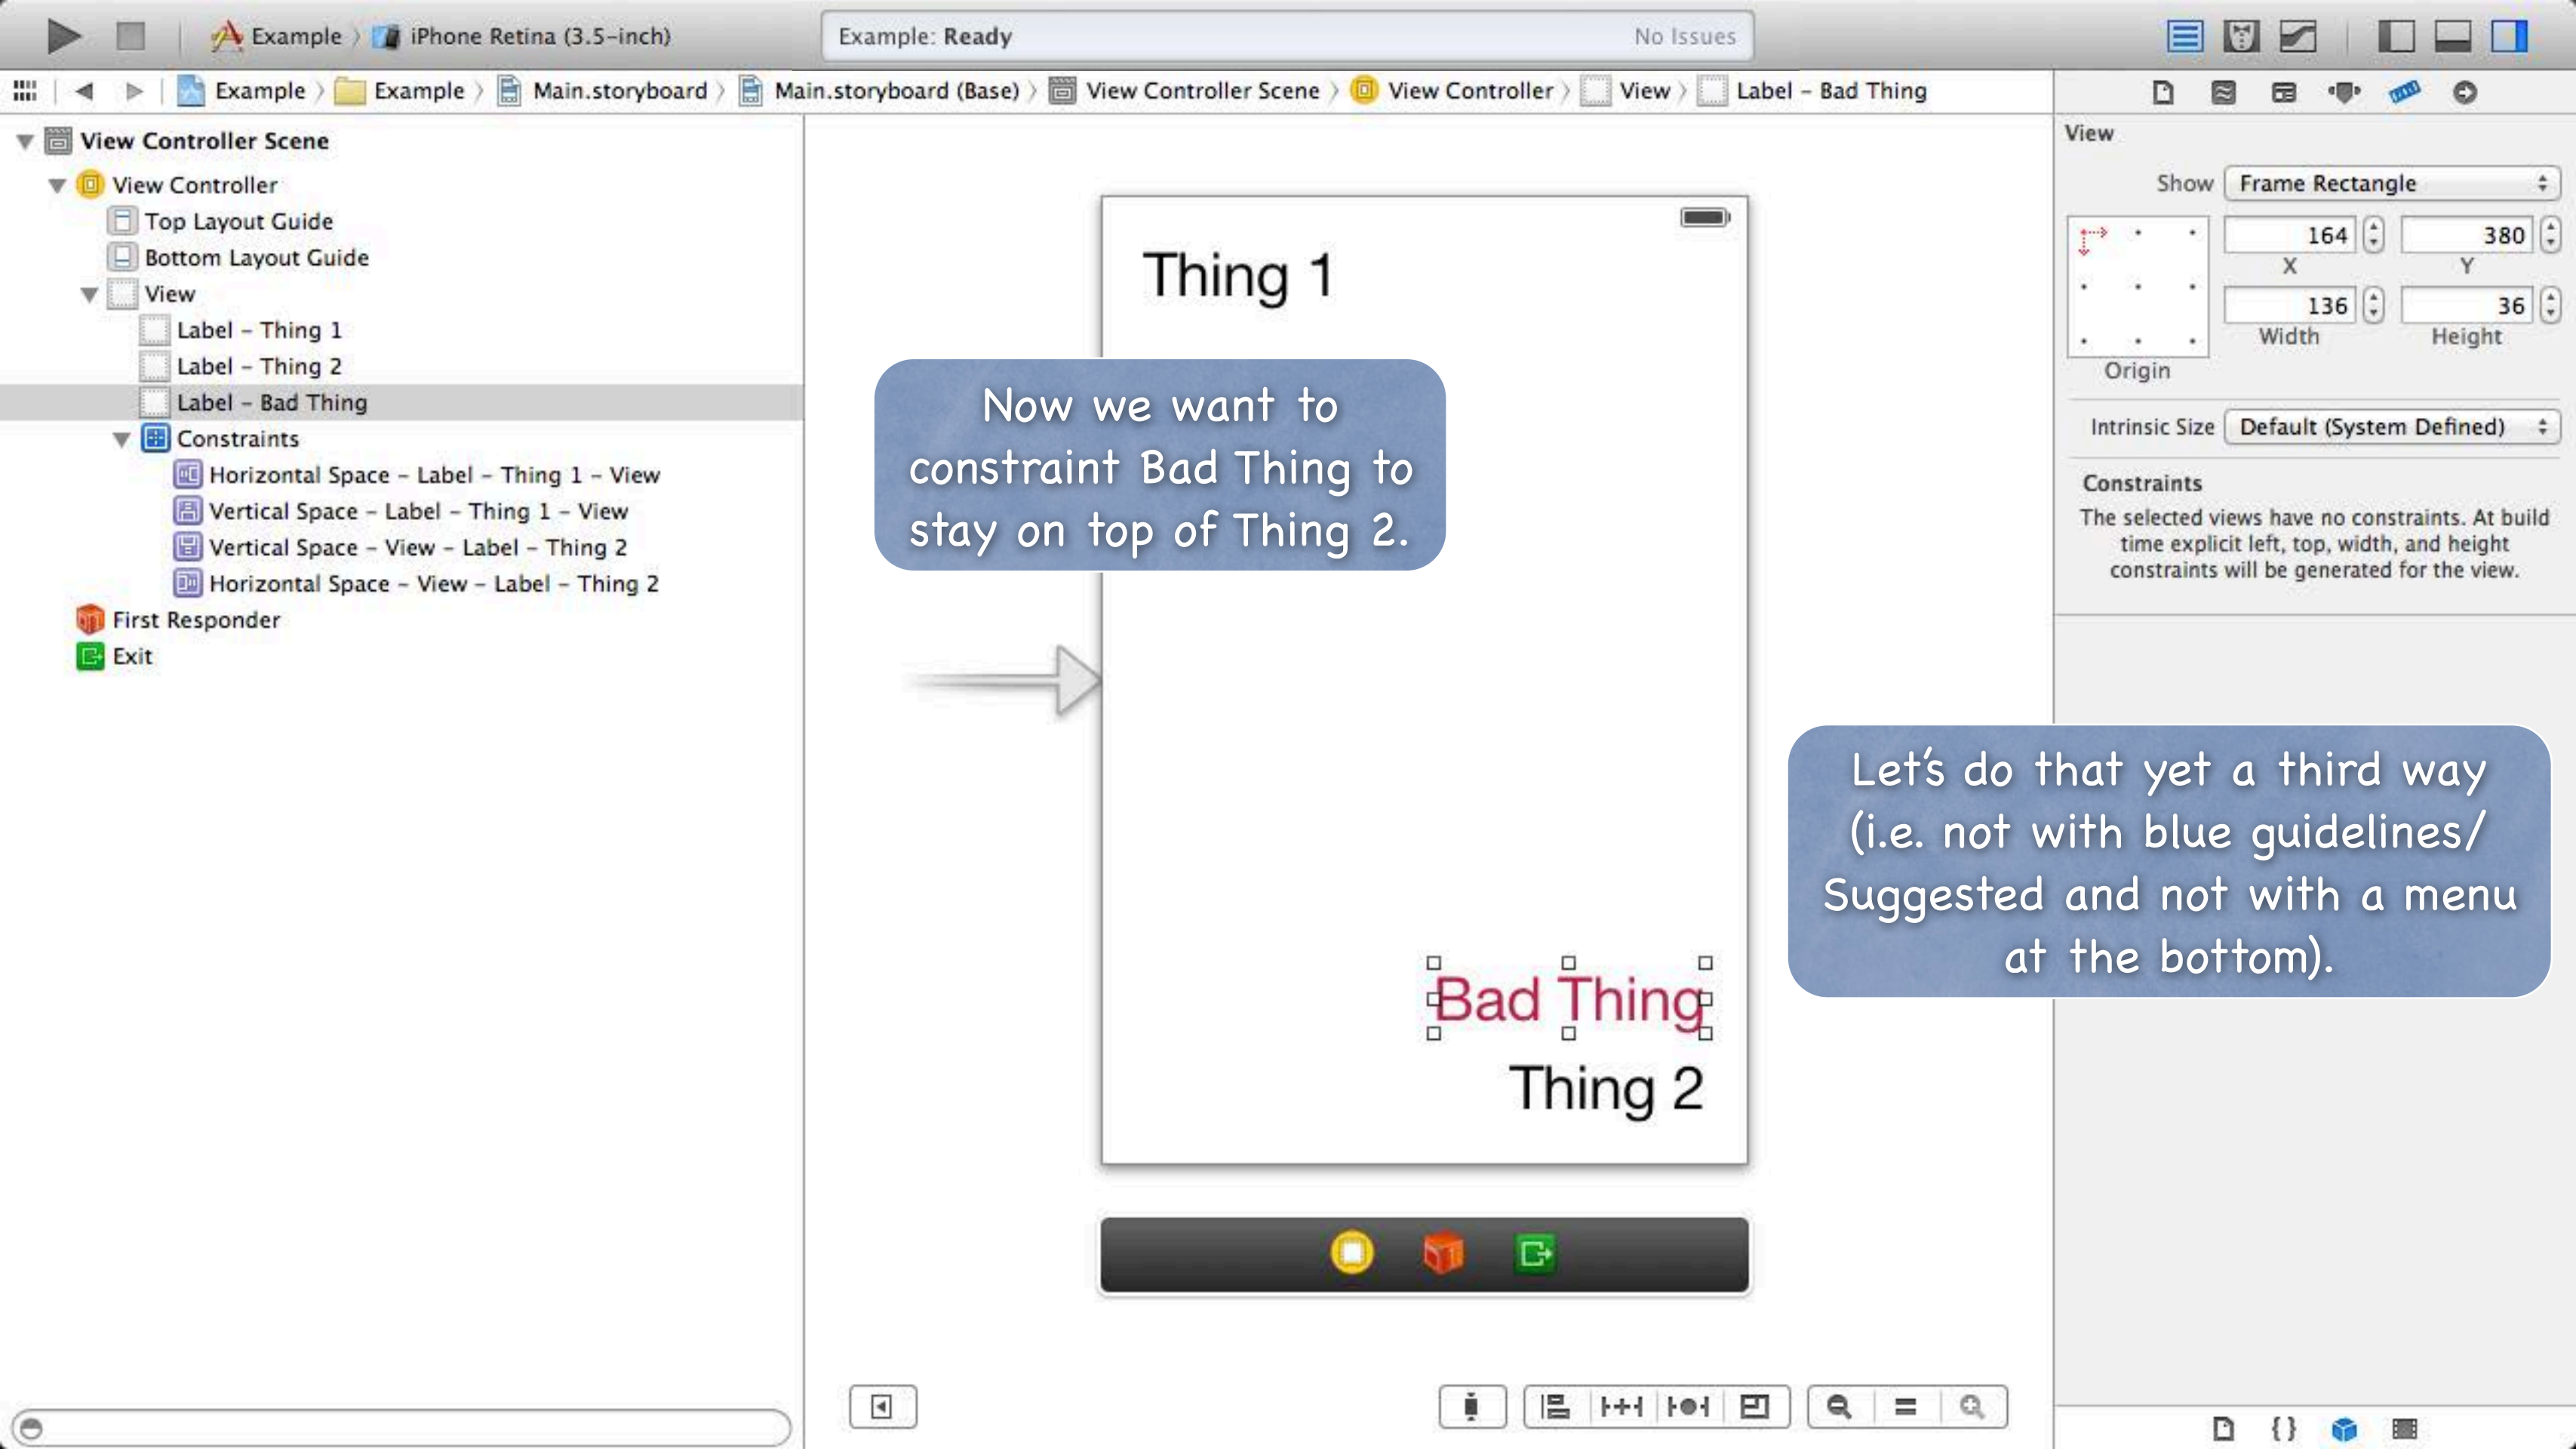 Example 〉 iPhone Retina (3.5-inch)
Example: Ready
No Issues
Example 〉 Example 〉 Main.storyboard 〉 Main.storyboard (Base) 〉 View Controller Scene 〉 View Controller 〉 View 〉 Label – Bad Thing
View Controller Scene
View Controller
Top Layout Guide
Bottom Layout Guide
View
Label – Thing 1
Label – Thing 2
Label – Bad Thing
Constraints
Horizontal Space – Label – Thing 1 – View
Vertical Space – Label – Thing 1 – View
Vertical Space – View – Label – Thing 2
Horizontal Space – View – Label – Thing 2
First Responder
Exit
Thing 1
Now we want to
constraint Bad Thing to
stay on top of Thing 2.
Bad Thing
Thing 2
View
Show Frame Rectangle
164 380
X Y
136 36
Width Height
Origin
Intrinsic Size Default (System Defined)
Constraints
The selected views have no constraints. At build
time explicit left, top, width, and height
constraints will be generated for the view.
Let's do that yet a third way
(i.e. not with blue guidelines/
Suggested and not with a menu
at the bottom).